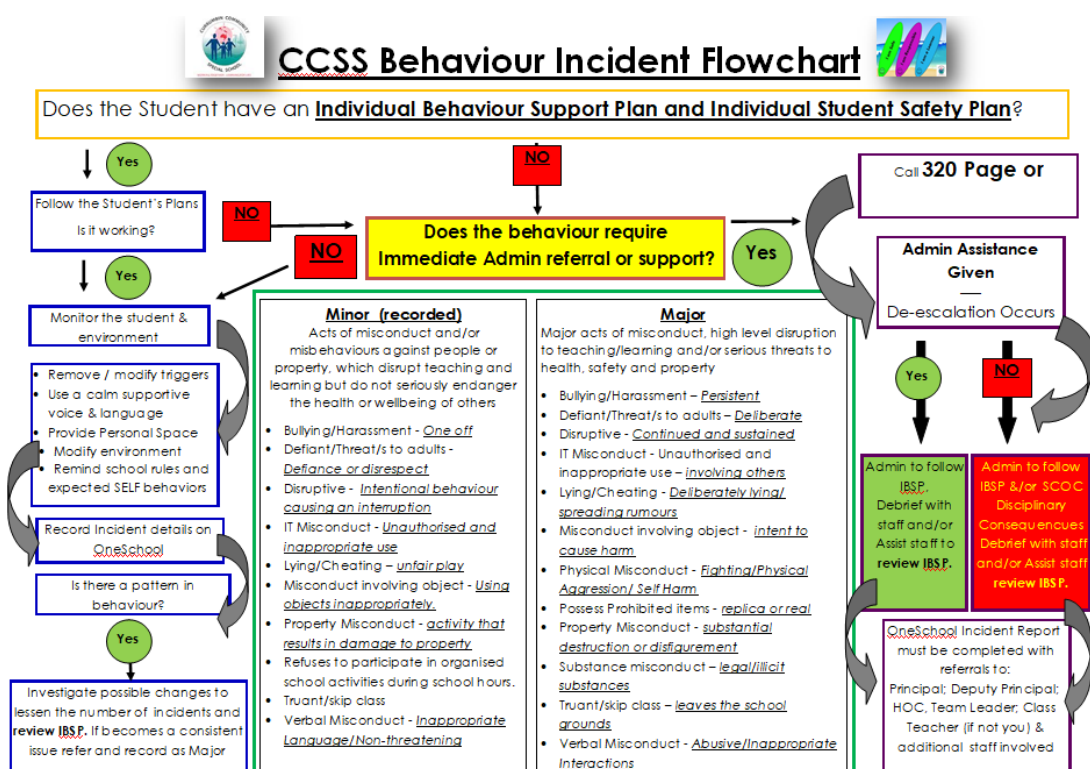 CURRUMBIN COMMUNITY
SPECIAL SCHOOL
CCSS Behaviour Incident Flowchart
Does the Student have an Individual Behaviour Support Plan and Individual Student Safety Plan?
Yes
NO
Follow the Student's Plans
Is it working?
NO
NO
Does the behaviour require
Immediate Admin referral or support?
Yes
Call 320 Page or
Admin Assistance
Given
De-escalation Occurs
Yes
NO
Yes
Monitor the student &
environment
• Remove / modify triggers
• Use a calm supportive
voice & language
• Provide Personal Space
• Modify environment
• Remind school rules and
expected SELF behaviors
Record Incident details on
OneSchool
Is there a pattern in
behaviour?
Yes
Investigate possible changes to
lessen the number of incidents and
review IBSP. If becomes a consistent
issue refer and record as Major
Minor (recorded)
Acts of misconduct and/or
misbehaviours against people or
property, which disrupt teaching and
learning but do not seriously endanger
the health or wellbeing of others
• Bullying/Harassment - One off
• Defiant/Threat/s to adults -
Defiance or disrespect
• Disruptive - Intentional behaviour
causing an interruption
• IT Misconduct - Unauthorised and
inappropriate use
• Lying/Cheating – unfair play
• Misconduct involving object - Using
objects inappropriately.
• Property Misconduct - activity that
results in damage to property
• Refuses to participate in organised
school activities during school hours.
• Truant/skip class
• Verbal Misconduct - Inappropriate
Language/Non-threatening
Major
Major acts of misconduct, high level disruption
to teaching/learning and/or serious threats to
health, safety and property
• Bullying/Harassment – Persistent
• Defiant/Threat/s to adults – Deliberate
• Disruptive - Continued and sustained
• IT Misconduct - Unauthorised and
inappropriate use – involving others
• Lying/Cheating - Deliberately lying/
spreading rumours
• Misconduct involving object - intent to
cause harm
• Physical Misconduct - Fighting/Physical
Aggression/ Self Harm
• Possess Prohibited items - replica or real
• Property Misconduct - substantial
destruction or disfigurement
• Substance misconduct – legal/illicit
substances
• Truant/skip class – leaves the school
grounds
• Verbal Misconduct - Abusive/Inappropriate
Interactions
Admin to follow
IBSP.
Debrief with
staff and/or
Assist staff to
review IBSP.
Admin to follow
IBSP &/or SCOC
Disciplinary
Consequences
Debrief with staff
and/or Assist staff
review IBSP.
OneSchool Incident Report
must be completed with
referrals to:
Principal; Deputy Principal;
HOC, Team Leader; Class
Teacher (if not you) &
additional staff involved